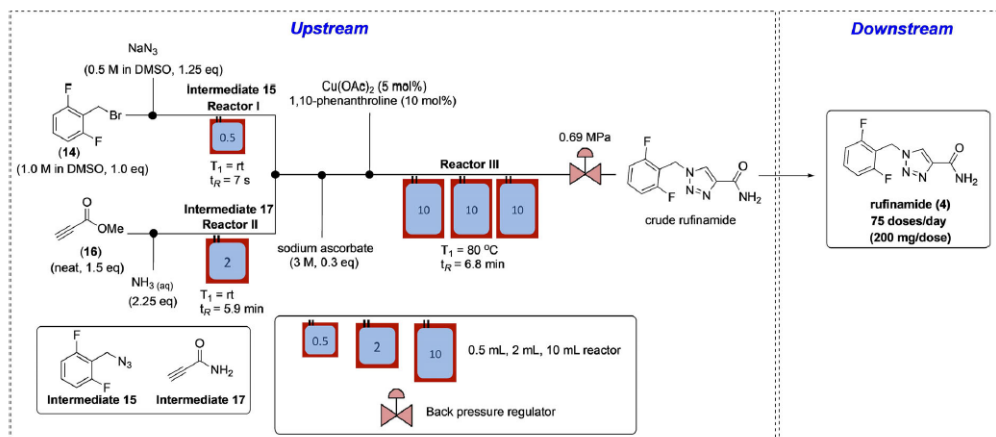 Upstream
Downstream
NaN3
(0.5 M in DMSO, 1.25 eq)
F
Br
F
(14)
(1.0 M in DMSO, 1.0 eq)
Intermediate 15
Reactor I
0.5
T1 = rt
tR = 7 s
Cu(OAc)2 (5 mol%)
1,10-phenanthroline (10 mol%)
O
OMe
(16)
(neat, 1.5 eq)
NH3 (aq)
(2.25 eq)
Intermediate 17
Reactor II
2
T1 = rt
tR = 5.9 min
sodium ascorbate
(3 M, 0.3 eq)
Reactor III
10
10
10
T1 = 80 °C
tR = 6.8 min
0.69 MPa
F
F
N
N=N
O
NH2
crude rufinamide
F
F
N
N=N
O
NH2
rufinamide (4)
75 doses/day
(200 mg/dose)
F
N3
F
Intermediate 15
O
NH2
Intermediate 17
0.5
2
10
0.5 mL, 2 mL, 10 mL reactor
Back pressure regulator